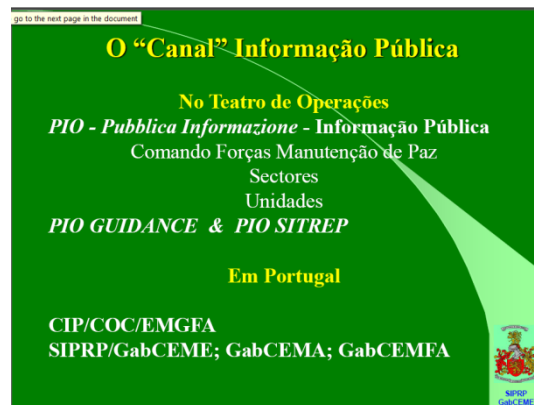 go to the next page in the document
O “Canal” Informação Pública
No Teatro de Operações
PIO - Pubblica Informazione - Informação Pública
Comando Forças Manutenção de Paz
Sectores
Unidades
PIO GUIDANCE & PIO SITREP
Em Portugal
CIP/COC/EMGFA
SIPRP/GabCEME; GabCEMA; GabCEMFA
SIPRP
GabCEME